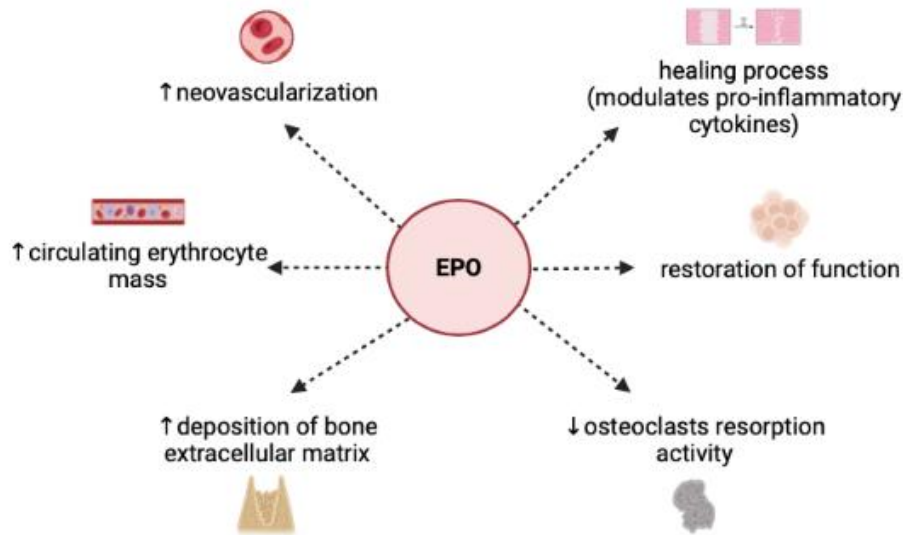 ↑neovascularization
healing process
(modulates pro-inflammatory
cytokines)
↑circulating erythrocyte
mass
EPO
restoration of function
↑deposition of bone
extracellular matrix
↓osteoclasts resorption
activity